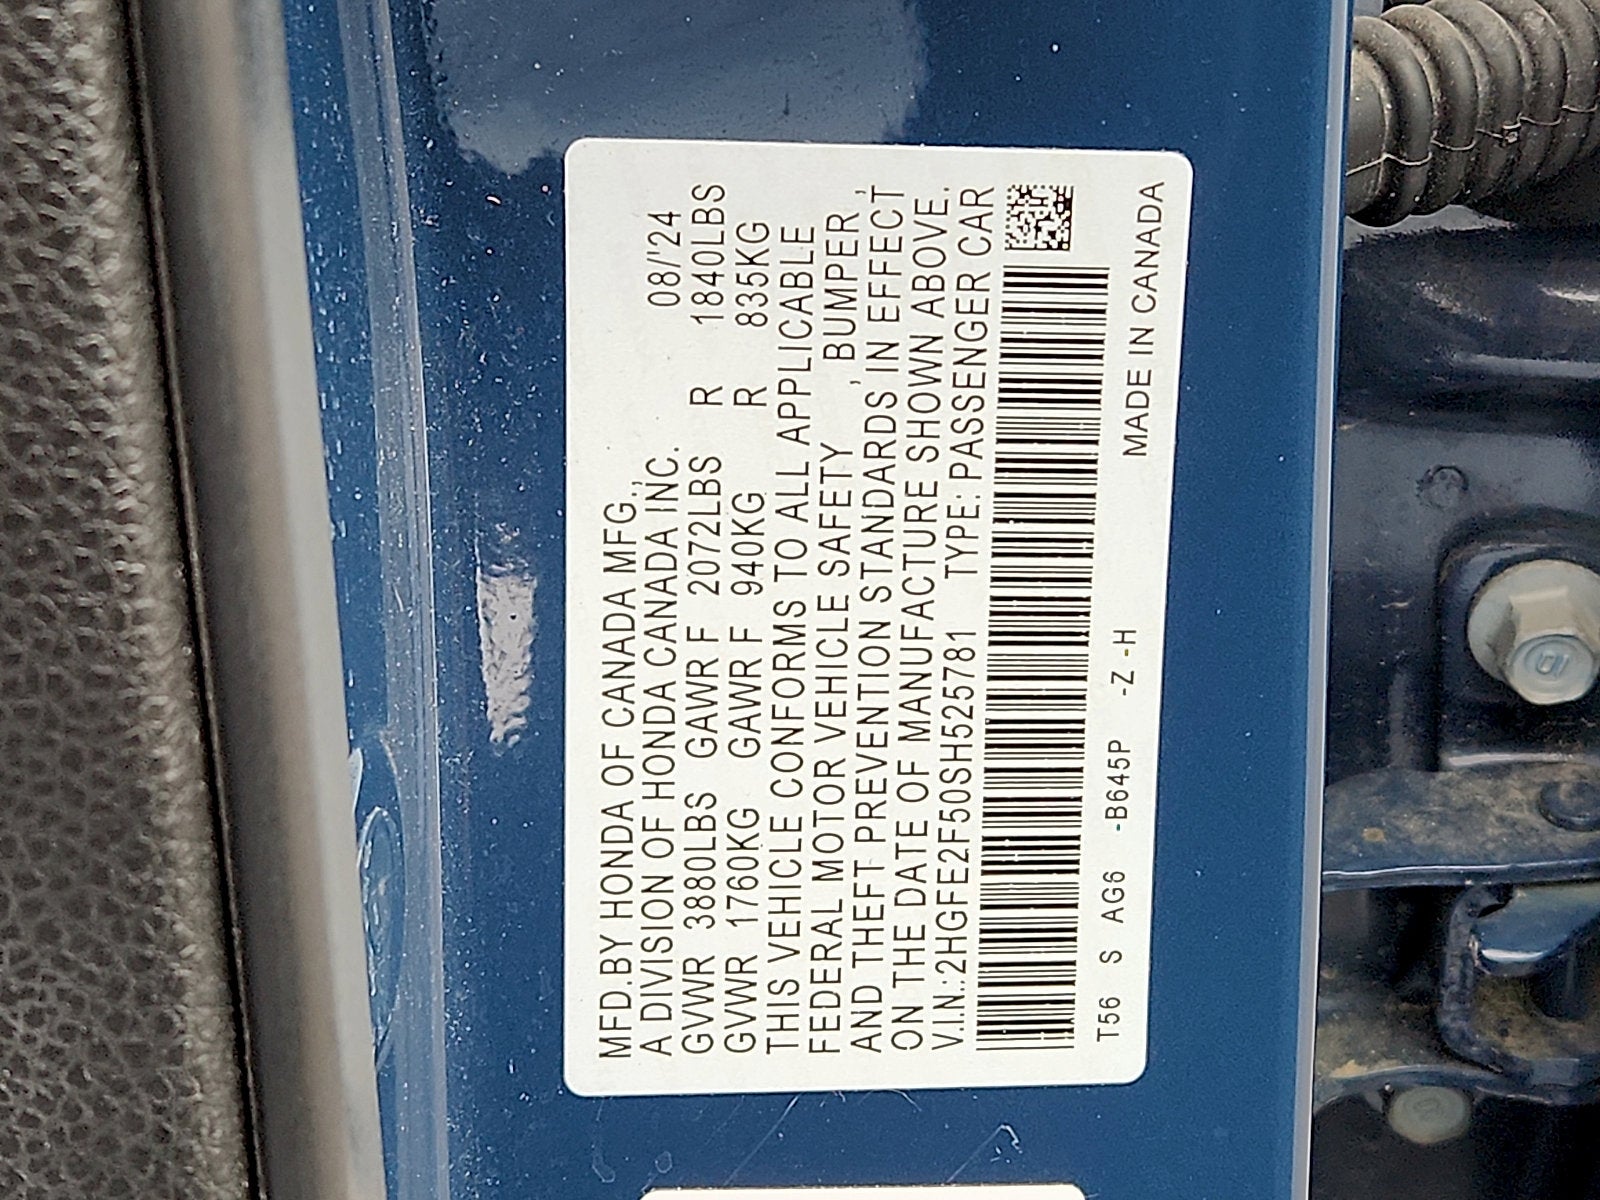 MFD.BY HONDA OF CANADA MFG.,
A DIVISION OF HONDA CANADA INC. 08/'24
GVWR 3880LBS GAWR F 2072LBS R 1840LBS
GVWR 1760KG GAWR F 940KG R 835KG
THIS VEHICLE CONFORMS TO ALL APPLICABLE
FEDERAL MOTOR VEHICLE SAFETY, BUMPER,
AND THEFT PREVENTION STANDARDS IN EFFECT
ON THE DATE OF MANUFACTURE SHOWN ABOVE.
V.I.N.:2HGFE2F50SH525781 TYPE: PASSENGER CAR
T56 S AG6 -B645P -Z -H MADE IN CANADA